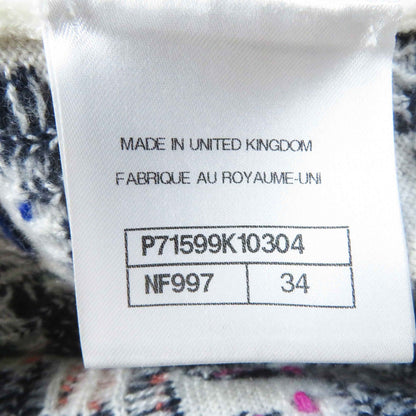 MADE IN UNITED KINGDOM
FABRIQUE AU ROYAUME-UNI
P71599K10304
NF997 34